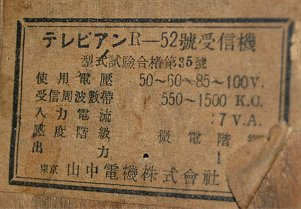 テレビアンR—52號受信機
型式試驗合格第35號
使用電壓 50~60~85~100V.
受信周波數帶 550~1500 K.C.
入力電流 17VA.
感度階級 微電階
出力 1
東京 山中電機株式會社